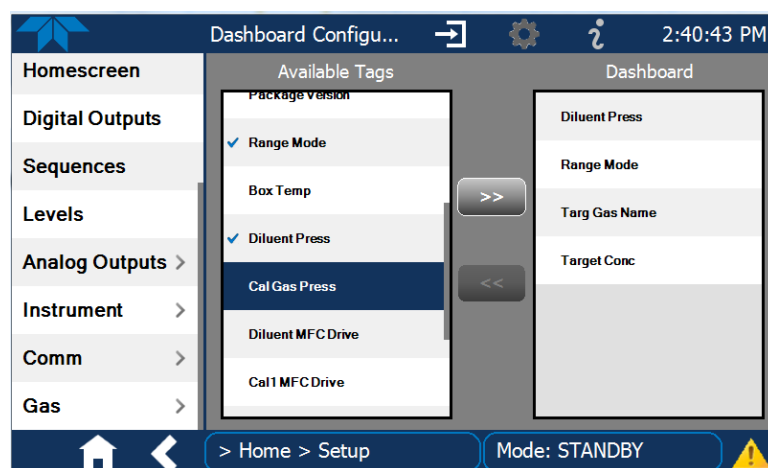 Dashboard Configu... 2:40:43 PM
Homescreen
Digital Outputs
Sequences
Levels
Analog Outputs >
Instrument >
Comm >
Gas >
Available Tags
Package Version
Range Mode
Box Temp
Diluent Press
Cal Gas Press
Diluent MFC Drive
Cal1 MFC Drive
>>
<<
Dashboard
Diluent Press
Range Mode
Targ Gas Name
Target Conc
> Home > Setup
Mode: STANDBY